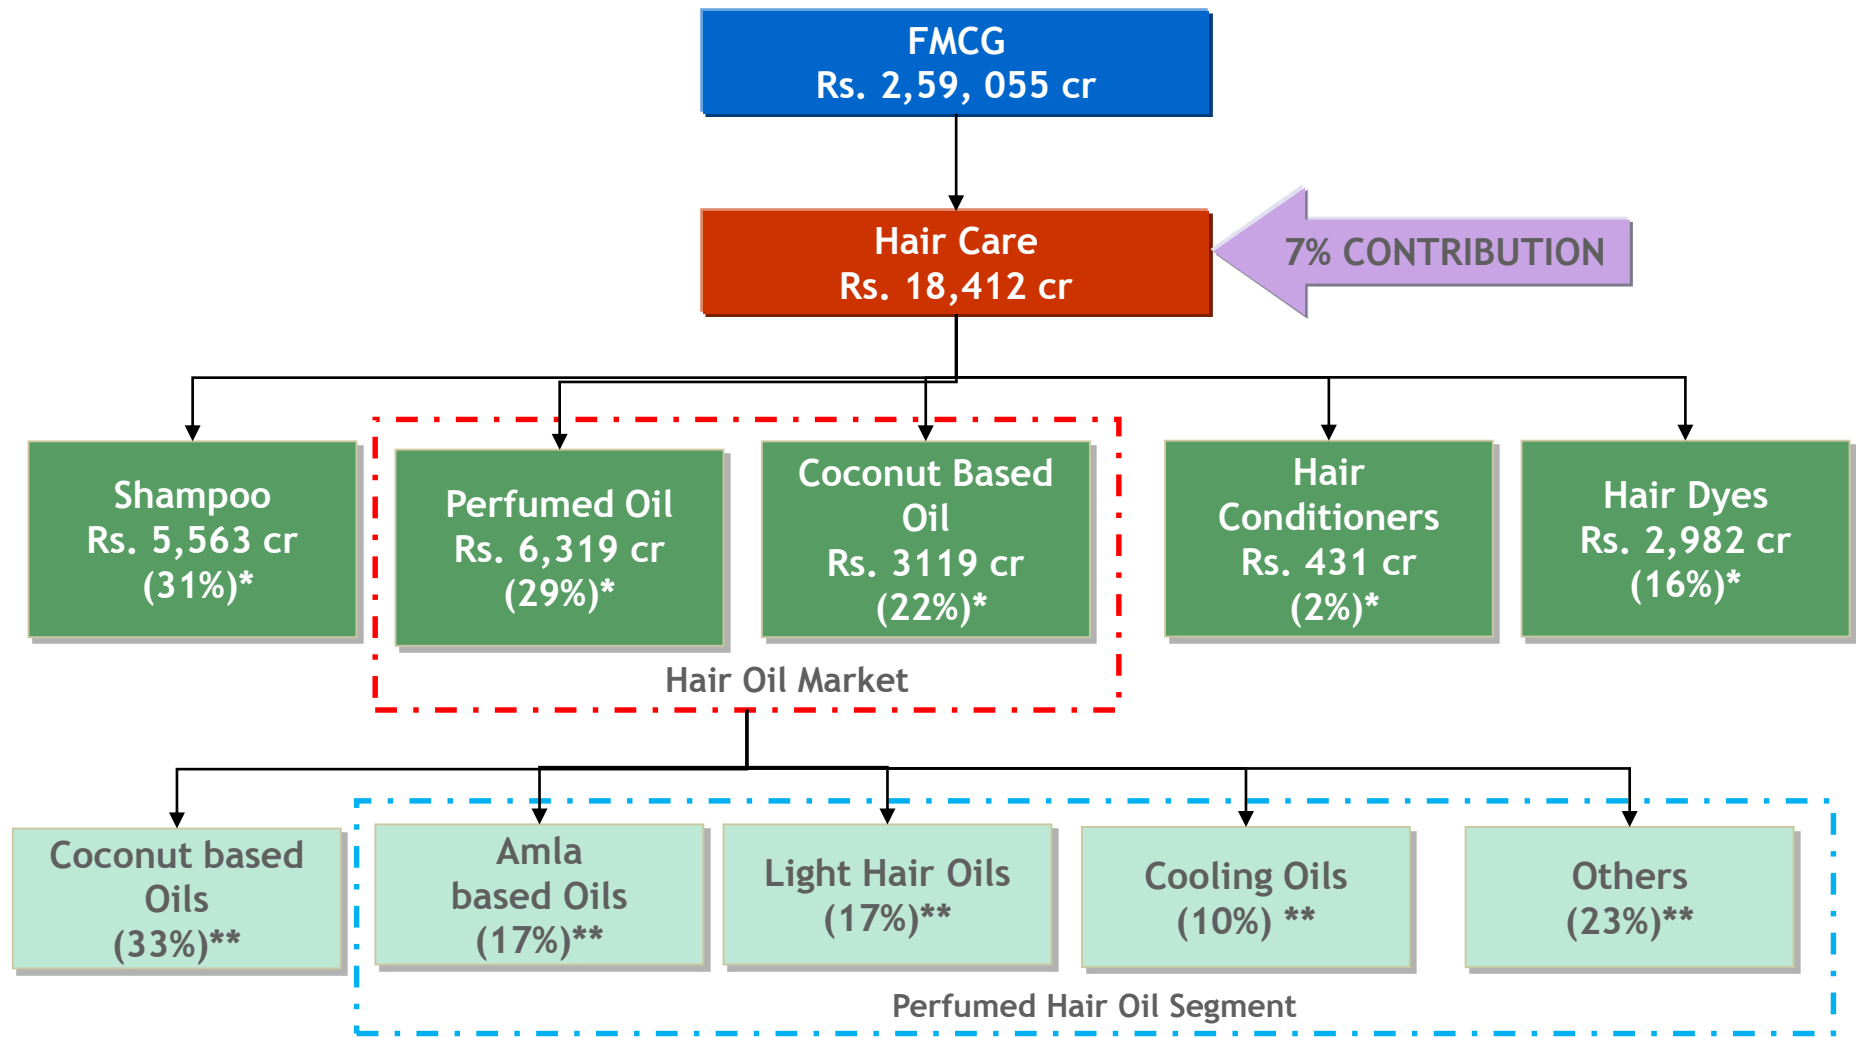 FMCG
Rs. 2,59, 055 cr
Hair Care
Rs. 18,412 cr
7% CONTRIBUTION
Shampoo
Rs. 5,563 cr
(31%)*
Perfumed Oil
Rs. 6,319 cr
(29%)*
Coconut Based
Oil
Rs. 3119 cr
(22%)*
Hair
Conditioners
Rs. 431 cr
(2%)*
Hair Dyes
Rs. 2,982 cr
(16%)*
Hair Oil Market
Coconut based
Oils
(33%)**
Amla
based Oils
(17%)**
Light Hair Oils
(17%)**
Cooling Oils
(10%) **
Others
(23%)**
Perfumed Hair Oil Segment